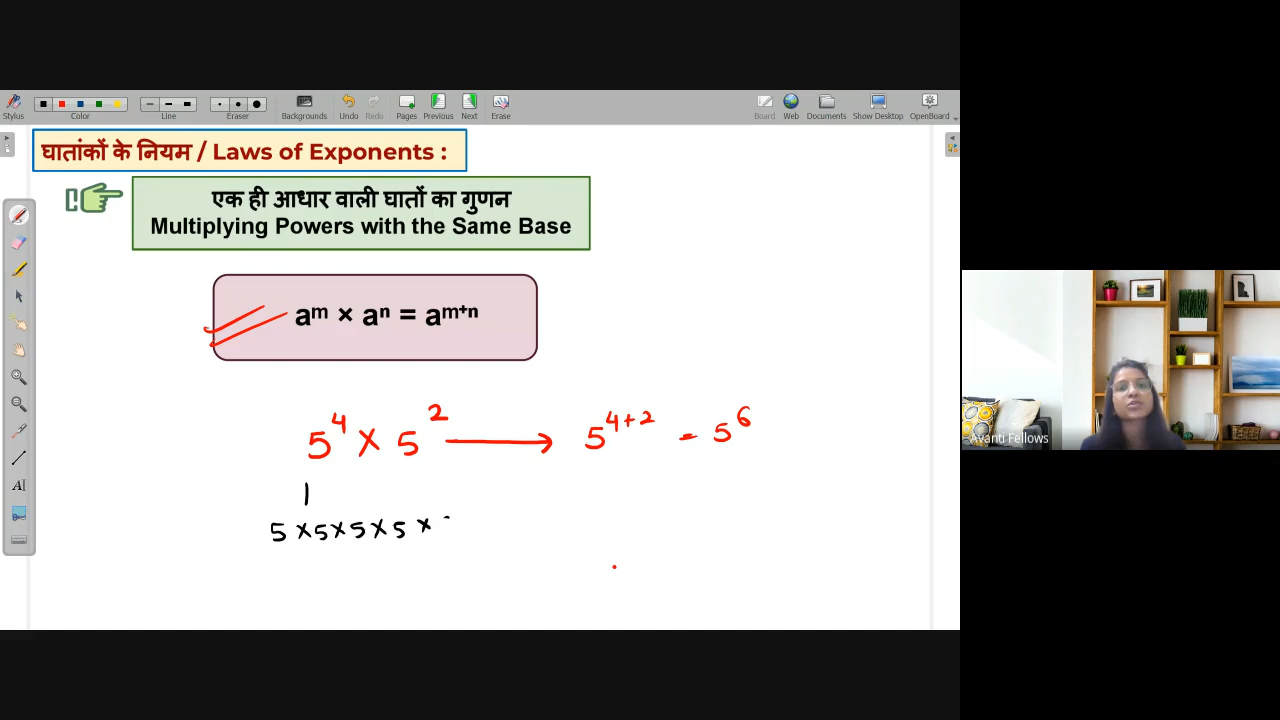 Stylus Color Line Eraser Backgrounds Undo Redo Pages Previous Next Erase Board Web Documents Show Desktop OpenBoard
घातांकों के नियम / Laws of Exponents :
एक ही आधार वाली घातों का गुणन
Multiplying Powers with the Same Base
aᵐ × aⁿ = aᵐ⁺ⁿ
5⁴ × 5² → 5⁴⁺² = 5⁶
5 × 5 × 5 × 5 ×
Avanti Fellows